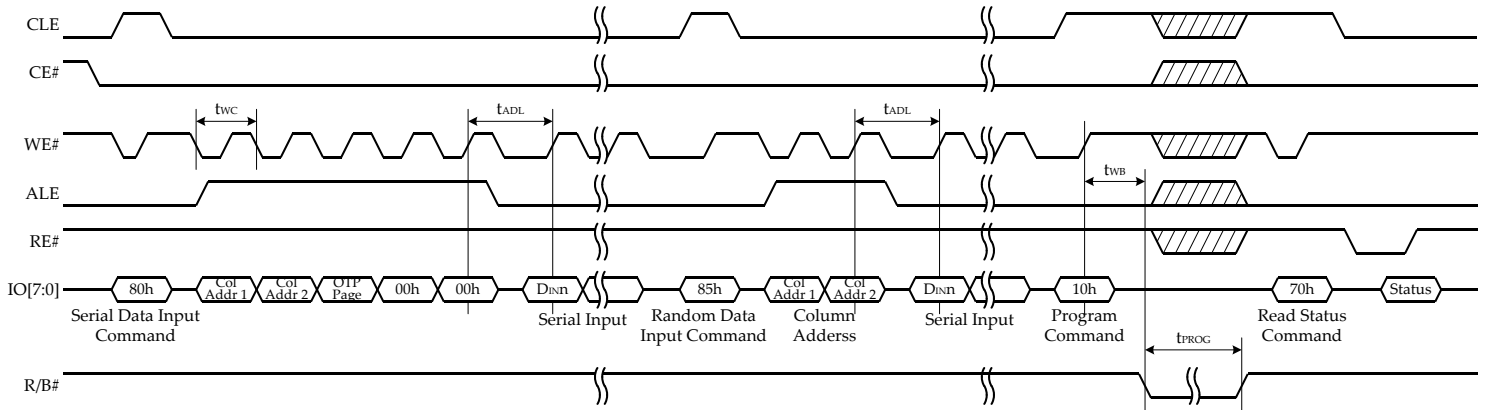 CLE
CE#
tWC
tADL
tADL
WE#
tWB
ALE
RE#
IO[7:0]
80h
Col Addr 1
Col Addr 2
OTP Page
00h
00h
DINn
85h
Col Addr 1
Col Addr 2
DINn
10h
70h
Status
Serial Data Input
Command
Serial Input
Random Data
Input Command
Column
Adderss
Serial Input
Program
Command
Read Status
Command
tPROG
R/B#